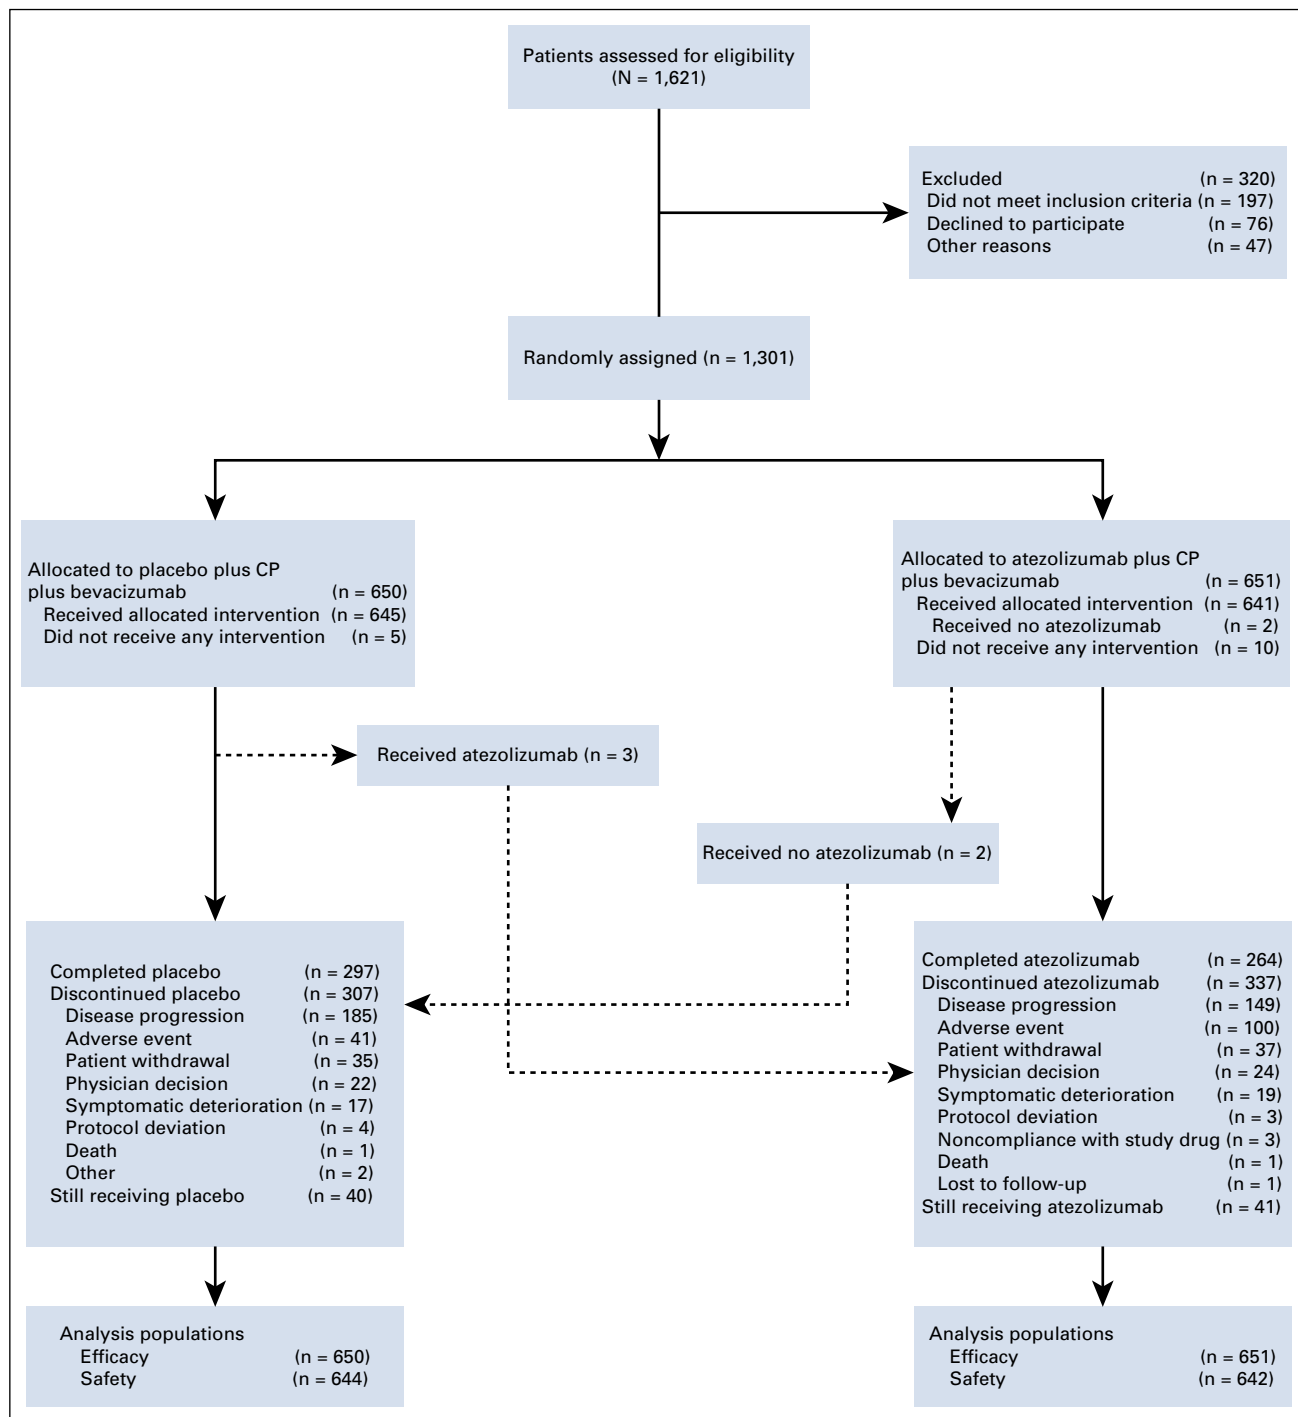 Patients assessed for eligibility
(N = 1,621)
Excluded (n = 320)
Did not meet inclusion criteria (n = 197)
Declined to participate (n = 76)
Other reasons (n = 47)
Randomly assigned (n = 1,301)
Allocated to placebo plus CP
plus bevacizumab (n = 650)
Received allocated intervention (n = 645)
Did not receive any intervention (n = 5)
Allocated to atezolizumab plus CP
plus bevacizumab (n = 651)
Received allocated intervention (n = 641)
Received no atezolizumab (n = 2)
Did not receive any intervention (n = 10)
Received atezolizumab (n = 3)
Received no atezolizumab (n = 2)
Completed placebo (n = 297)
Discontinued placebo (n = 307)
Disease progression (n = 185)
Adverse event (n = 41)
Patient withdrawal (n = 35)
Physician decision (n = 22)
Symptomatic deterioration (n = 17)
Protocol deviation (n = 4)
Death (n = 1)
Other (n = 2)
Still receiving placebo (n = 40)
Completed atezolizumab (n = 264)
Discontinued atezolizumab (n = 337)
Disease progression (n = 149)
Adverse event (n = 100)
Patient withdrawal (n = 37)
Physician decision (n = 24)
Symptomatic deterioration (n = 19)
Protocol deviation (n = 3)
Noncompliance with study drug (n = 3)
Death (n = 1)
Lost to follow-up (n = 1)
Still receiving atezolizumab (n = 41)
Analysis populations
Efficacy (n = 650)
Safety (n = 644)
Analysis populations
Efficacy (n = 651)
Safety (n = 642)